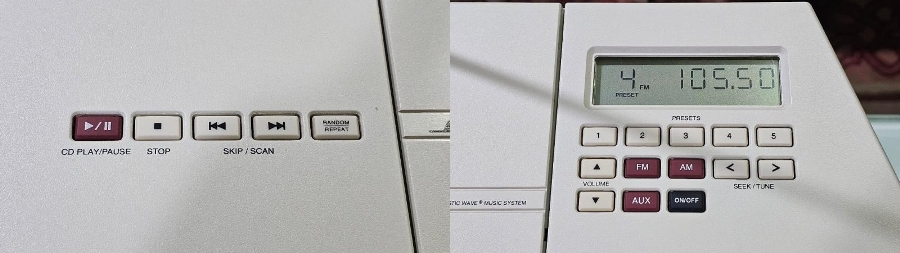 RANDOM
REPEAT
CD PLAY/PAUSE STOP SKIP / SCAN
4 FM 105.50
PRESET
PRESETS
1 2 3 4 5
FM AM < >
VOLUME SEEK / TUNE
AUX ON/OFF
STIC WAVE® MUSIC SYSTEM